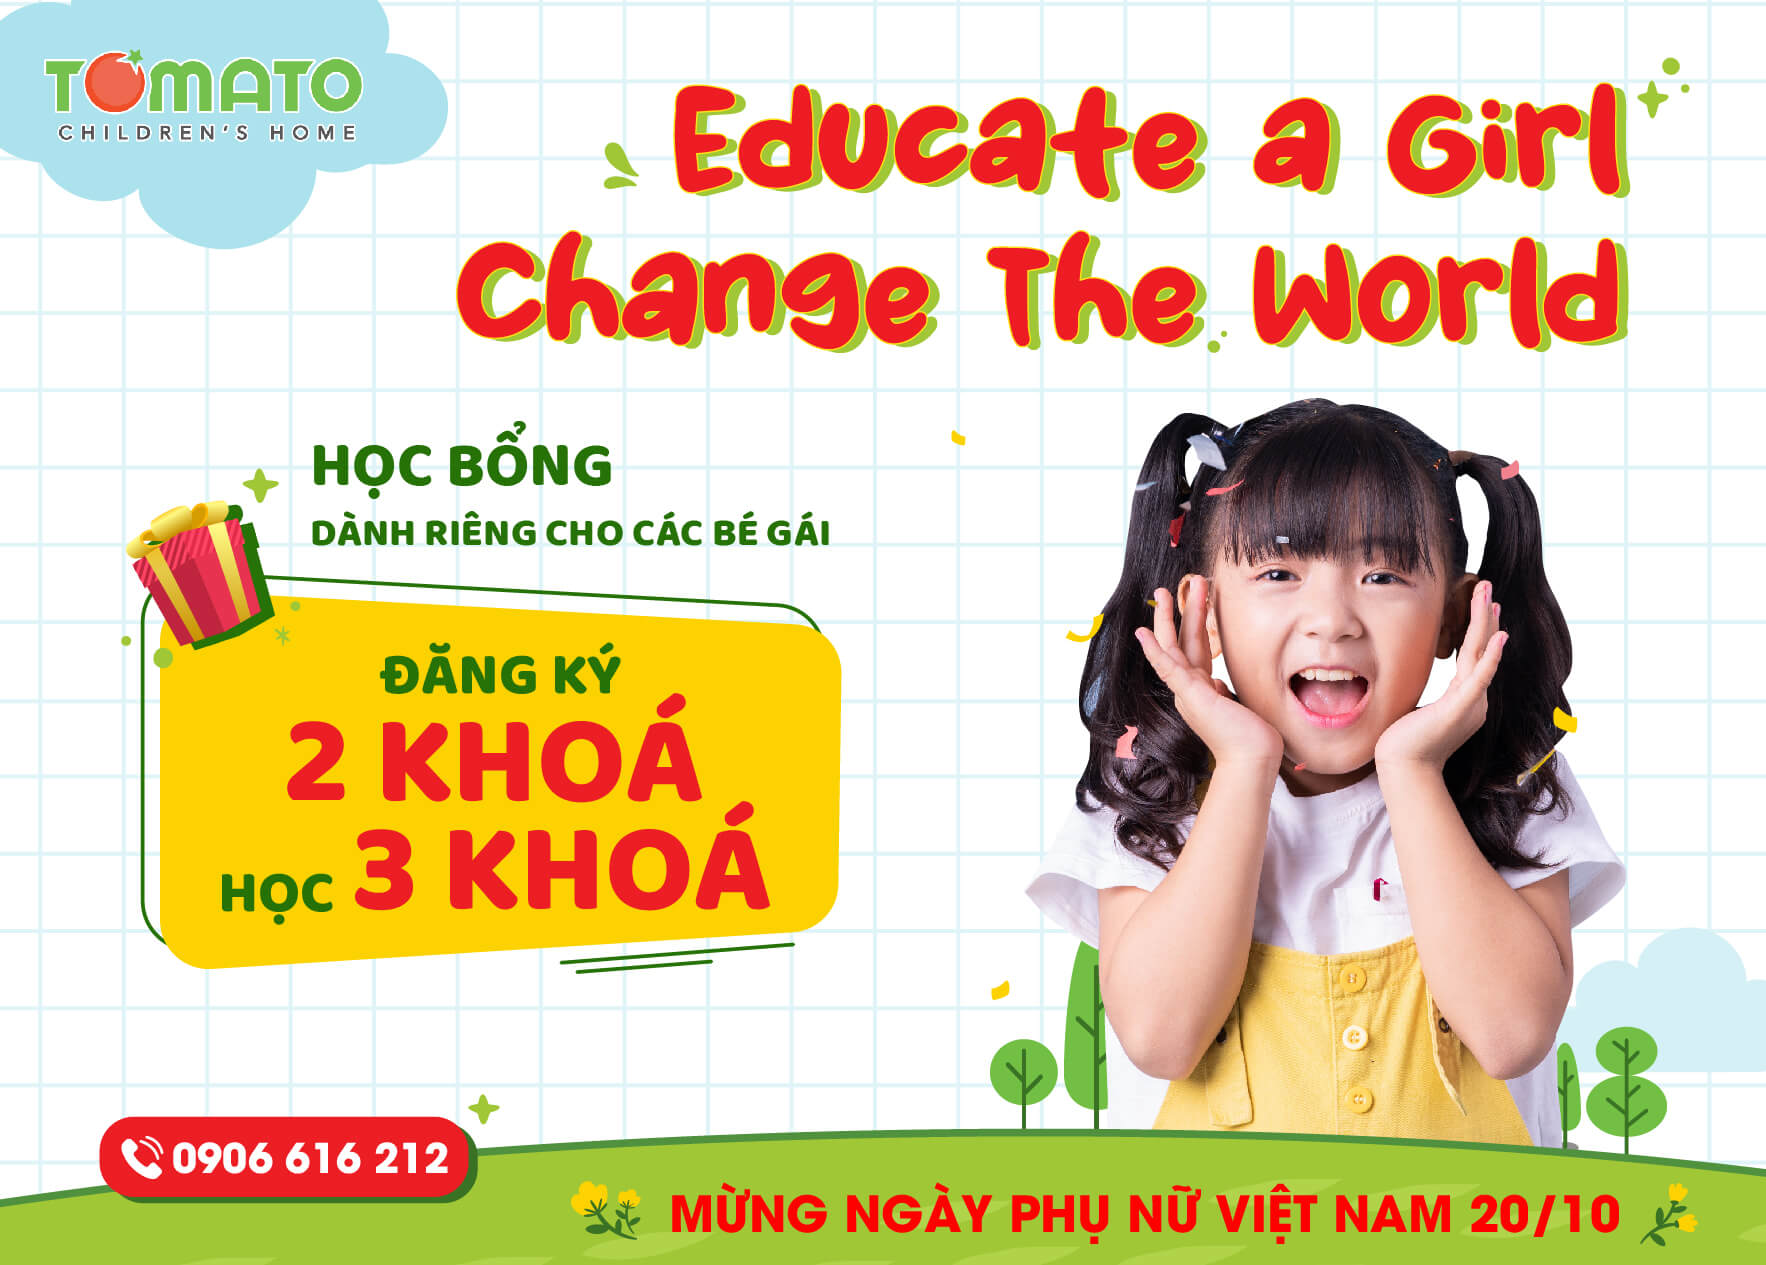 TOMATO
CHILDREN'S HOME
Educate a Girl
Change The World
HỌC BỔNG
DÀNH RIÊNG CHO CÁC BÉ GÁI
ĐĂNG KÝ
2 KHOÁ
HỌC 3 KHOÁ
0906 616 212
MỪNG NGÀY PHỤ NỮ VIỆT NAM 20/10